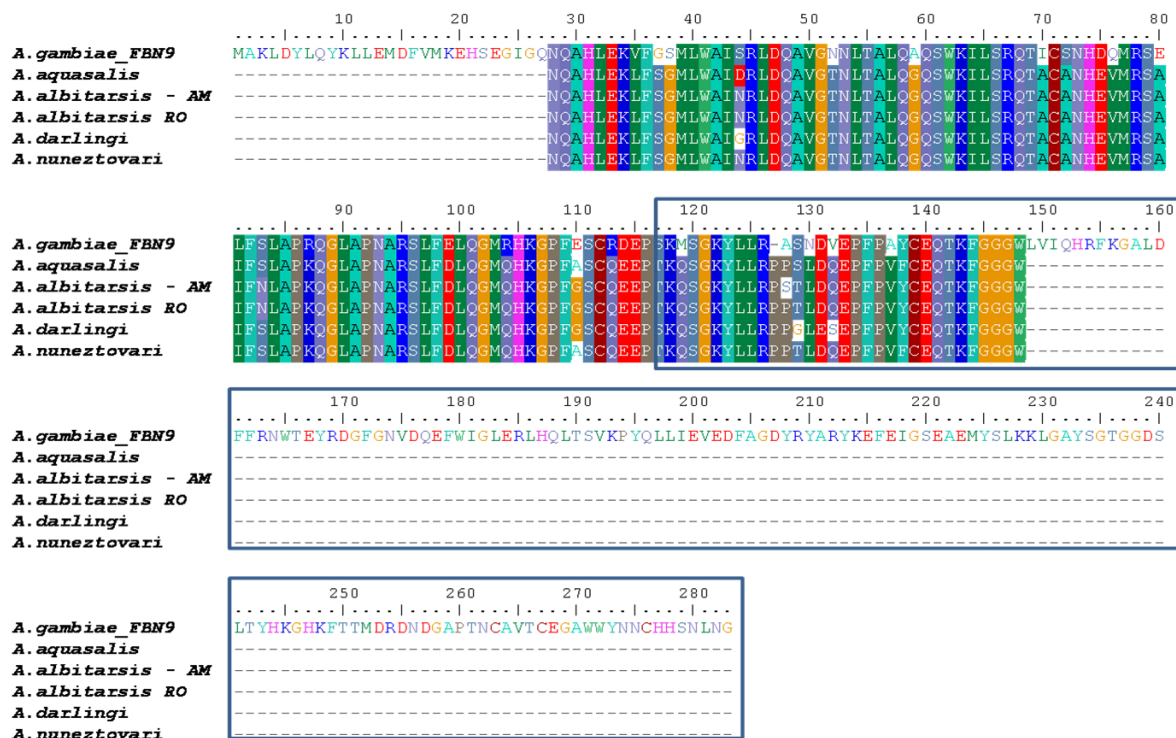 10 20 30 40 50 60 70 80
A.gambiae_FBN9 MAKLDYLQYKLLEMDFVMKEHSEGIGQNQAHLEKVFGSMLWAISRLDQAVGNNLTALQAQSWKILSRQTICSNHDQMRSE
A.aquasalis ---------------------------NQAHLEKLFSGMLWAIDRLDQAVGTNLTALQGQSWKILSRQTACANHEVMRSA
A.albitarsis - AM ---------------------------NQAHLEKLFSGMLWAINRLDQAVGTNLTALQGQSWKILSRQTACANHEVMRSA
A.albitarsis RO ---------------------------NQAHLEKLFSGMLWAINRLDQAVGTNLTALQGQSWKILSRQTACANHEVMRSA
A.darlingi ---------------------------NQAHLEKLFSGMLWAIGRLDQAVGTNLTALQGQSWKILSRQTACANHEVMRSA
A.nuneztovari ---------------------------NQAHLEKLFSGMLWAINRLDQAVGTNLTALQGQSWKILSRQTACANHEVMRSA
90 100 110 120 130 140 150 160
A.gambiae_FBN9 LFSLAPRQGLAPNARSLFELQGMRHKGPFESCRDEPSKMSGKYLLR-ASNDVEPFPAYCEQTKFGGGWLVIQHRFKGALD
A.aquasalis IFSLAPKQGLAPNARSLFDLQGMQHKGPFASCQEEPTKQSGKYLLRPPSLDQEPFPVFCEQTKFGGGW------------
A.albitarsis - AM IFNLAPKQGLAPNARSLFDLQGMQHKGPFGSCQEEPTKQSGKYLLRPSTLDQEPFPVFCEQTKFGGGW------------
A.albitarsis RO IFNLAPKQGLAPNARSLFDLQGMQHKGPFGSCQEEPTKQSGKYLLRPPTLDQEPFPVFCEQTKFGGGW------------
A.darlingi IFSLAPKQGLAPNARSLFDLQGMQHKGPFGSCQEEPTKQSGKYLLRPPGLESEPFPVYCEQTKFGGGW------------
A.nuneztovari IFSLAPKQGLAPNARSLFDLQGMQHKGPFASCQEEPTKQSGKYLLRPPTLDQEPFPVFCEQTKFGGGW------------
170 180 190 200 210 220 230 240
A.gambiae_FBN9 FFRNWTEYRDGFGNVDQEFWIGLERLHQLTSVKPYQLLIEVEDFAGDYRYARYKEFEIGSEAEMYSLKKLGAYSGTGGDS
A.aquasalis --------------------------------------------------------------------------------
A.albitarsis - AM --------------------------------------------------------------------------------
A.albitarsis RO --------------------------------------------------------------------------------
A.darlingi --------------------------------------------------------------------------------
A.nuneztovari --------------------------------------------------------------------------------
250 260 270 280
A.gambiae_FBN9 LTYHKGHKFTTMDRDNDGAPTNCAVTCEGAWWYNNCHHSNLNG
A.aquasalis -------------------------------------------
A.albitarsis - AM -------------------------------------------
A.albitarsis RO -------------------------------------------
A.darlingi -------------------------------------------
A.nuneztovari -------------------------------------------